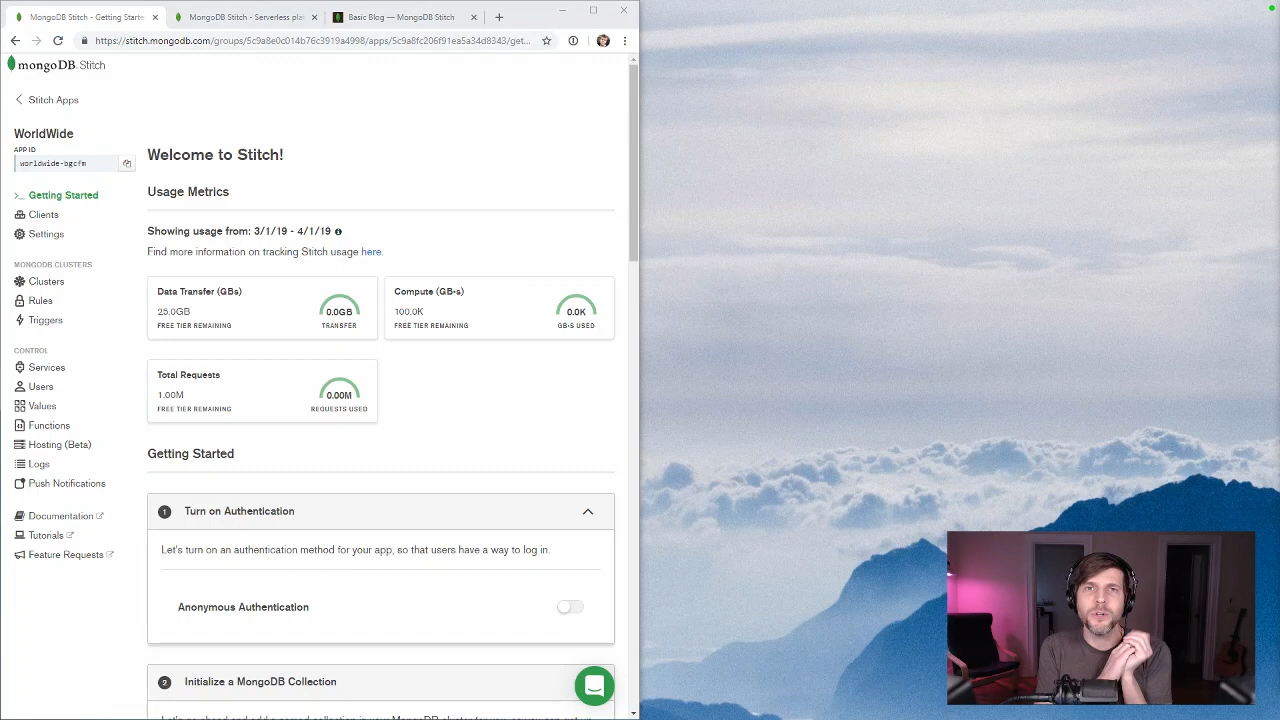 MongoDB Stitch - Getting Starte
MongoDB Stitch - Serverless pla
Basic Blog — MongoDB Stitch
https://stitch.mongodb.com/groups/5c9a8e0c014b76c3919a4998/apps/5c9a8fc206f91ea5a34d8343/get...
mongoDB. Stitch
Stitch Apps
WorldWide
APP ID
worldwide-bgcfm
>_ Getting Started
Clients
Settings
MONGODB CLUSTERS
Clusters
Rules
Triggers
CONTROL
Services
Users
Values
Functions
Hosting (Beta)
Logs
Push Notifications
Documentation
Tutorials
Feature Requests
Welcome to Stitch!
Usage Metrics
Showing usage from: 3/1/19 - 4/1/19
Find more information on tracking Stitch usage here.
Data Transfer (GBs)
25.0GB
FREE TIER REMAINING
0.0GB
TRANSFER
Compute (GB•s)
100.0K
FREE TIER REMAINING
0.0K
GB•S USED
Total Requests
1.00M
FREE TIER REMAINING
0.00M
REQUESTS USED
Getting Started
1 Turn on Authentication
Let's turn on an authentication method for your app, so that users have a way to log in.
Anonymous Authentication
2 Initialize a MongoDB Collection